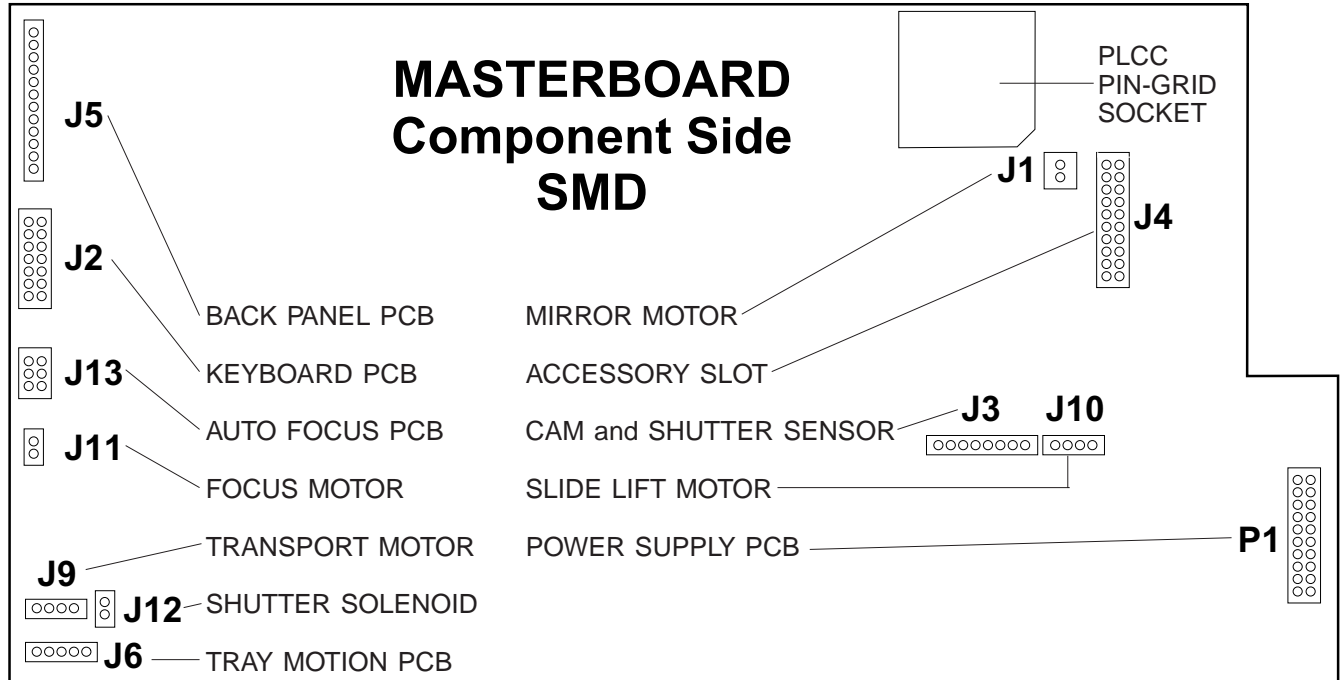 MASTERBOARD
Component Side
SMD
PLCC
PIN-GRID
SOCKET
J5
J1
J4
J2
BACK PANEL PCB
MIRROR MOTOR
J13
KEYBOARD PCB
ACCESSORY SLOT
J3
J10
J11
AUTO FOCUS PCB
CAM and SHUTTER SENSOR
FOCUS MOTOR
SLIDE LIFT MOTOR
TRANSPORT MOTOR
POWER SUPPLY PCB
P1
J9
J12
SHUTTER SOLENOID
J6
TRAY MOTION PCB